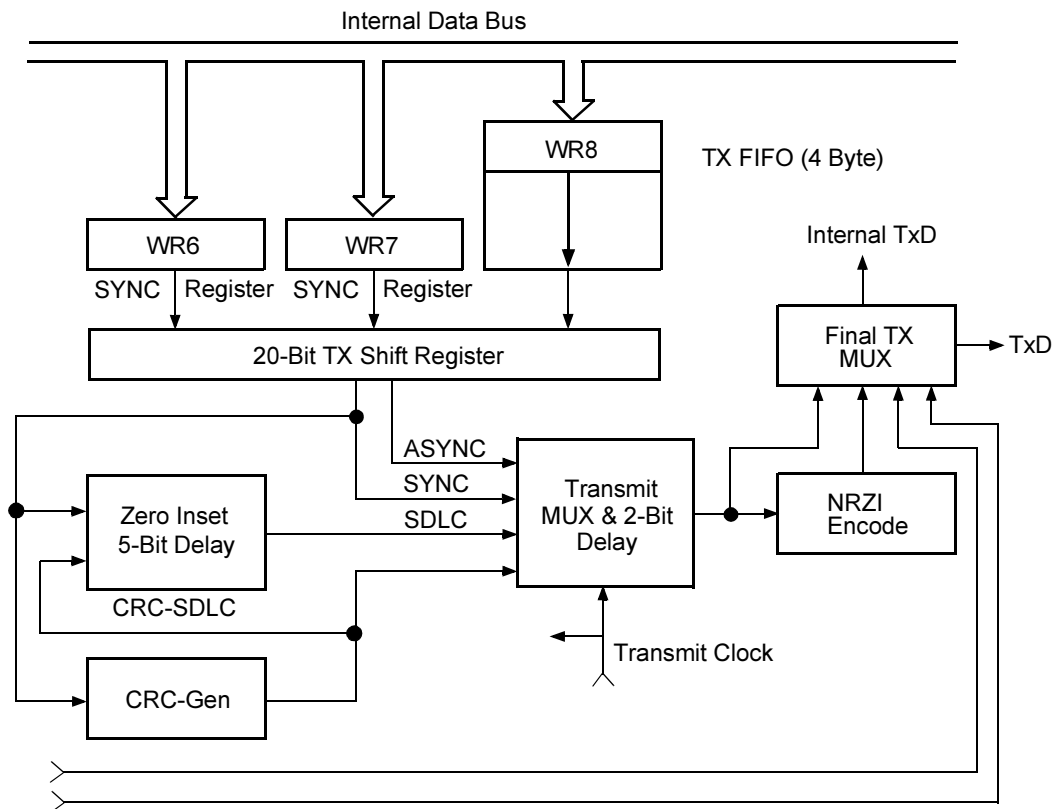 Internal Data Bus
WR8
TX FIFO (4 Byte)
WR6
WR7
SYNC Register
SYNC Register
Internal TxD
20-Bit TX Shift Register
Final TX
MUX
TxD
ASYNC
SYNC
SDLC
Zero Inset
5-Bit Delay
Transmit
MUX & 2-Bit
Delay
NRZI
Encode
CRC-SDLC
Transmit Clock
CRC-Gen